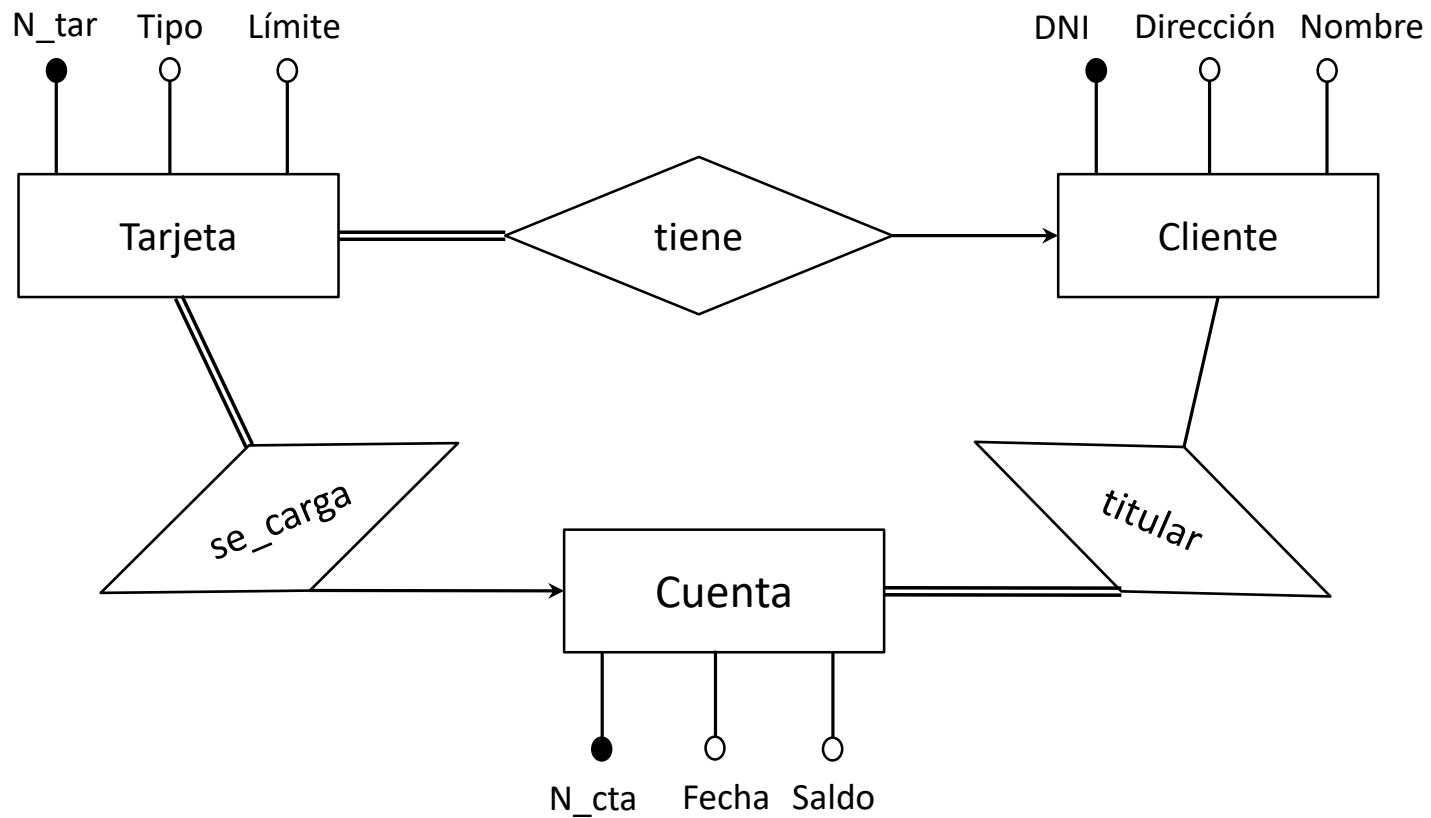 N_tar Tipo Límite
DNI Dirección Nombre
Tarjeta
tiene
Cliente
se_carga
titular
Cuenta
N_cta Fecha Saldo